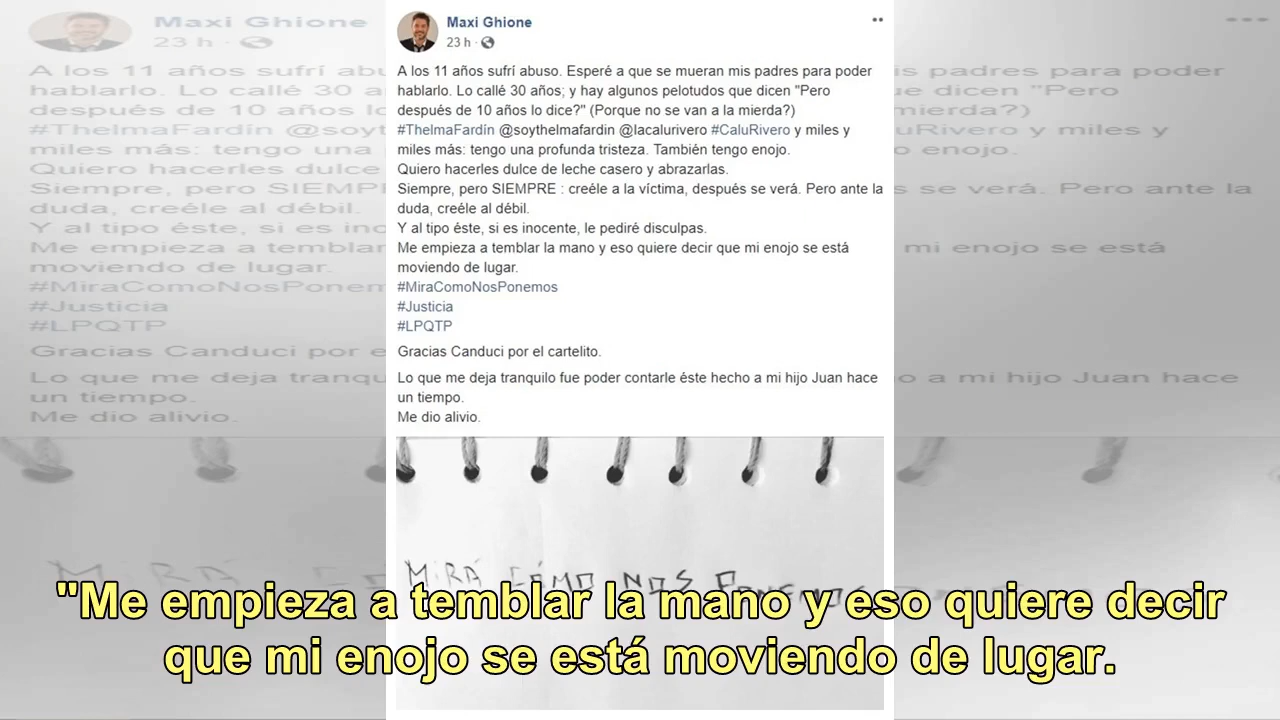 Maxi Ghione
23 h
A los 11 años sufrí abuso. Esperé a que se mueran mis padres para poder
hablarlo. Lo callé 30 años; y hay algunos pelotudos que dicen "Pero
después de 10 años lo dice?" (Porque no se van a la mierda?)
#ThelmaFardín @soythelmafardin @lacalurivero #CaluRivero y miles y
miles más: tengo una profunda tristeza. También tengo enojo.
Quiero hacerles dulce de leche casero y abrazarlas.
Siempre, pero SIEMPRE : creéle a la víctima, después se verá. Pero ante la
duda, creéle al débil.
Y al tipo éste, si es inocente, le pediré disculpas.
Me empieza a temblar la mano y eso quiere decir que mi enojo se está
moviendo de lugar.
#MiraComoNosPonemos
#Justicia
#LPQTP
Gracias Canduci por el cartelito.
Lo que me deja tranquilo fue poder contarle éste hecho a mi hijo Juan hace
un tiempo.
Me dio alivio.
MIRÁ CÓMO NOS PONEMOS
"Me empieza a temblar la mano y eso quiere decir
que mi enojo se está moviendo de lugar.